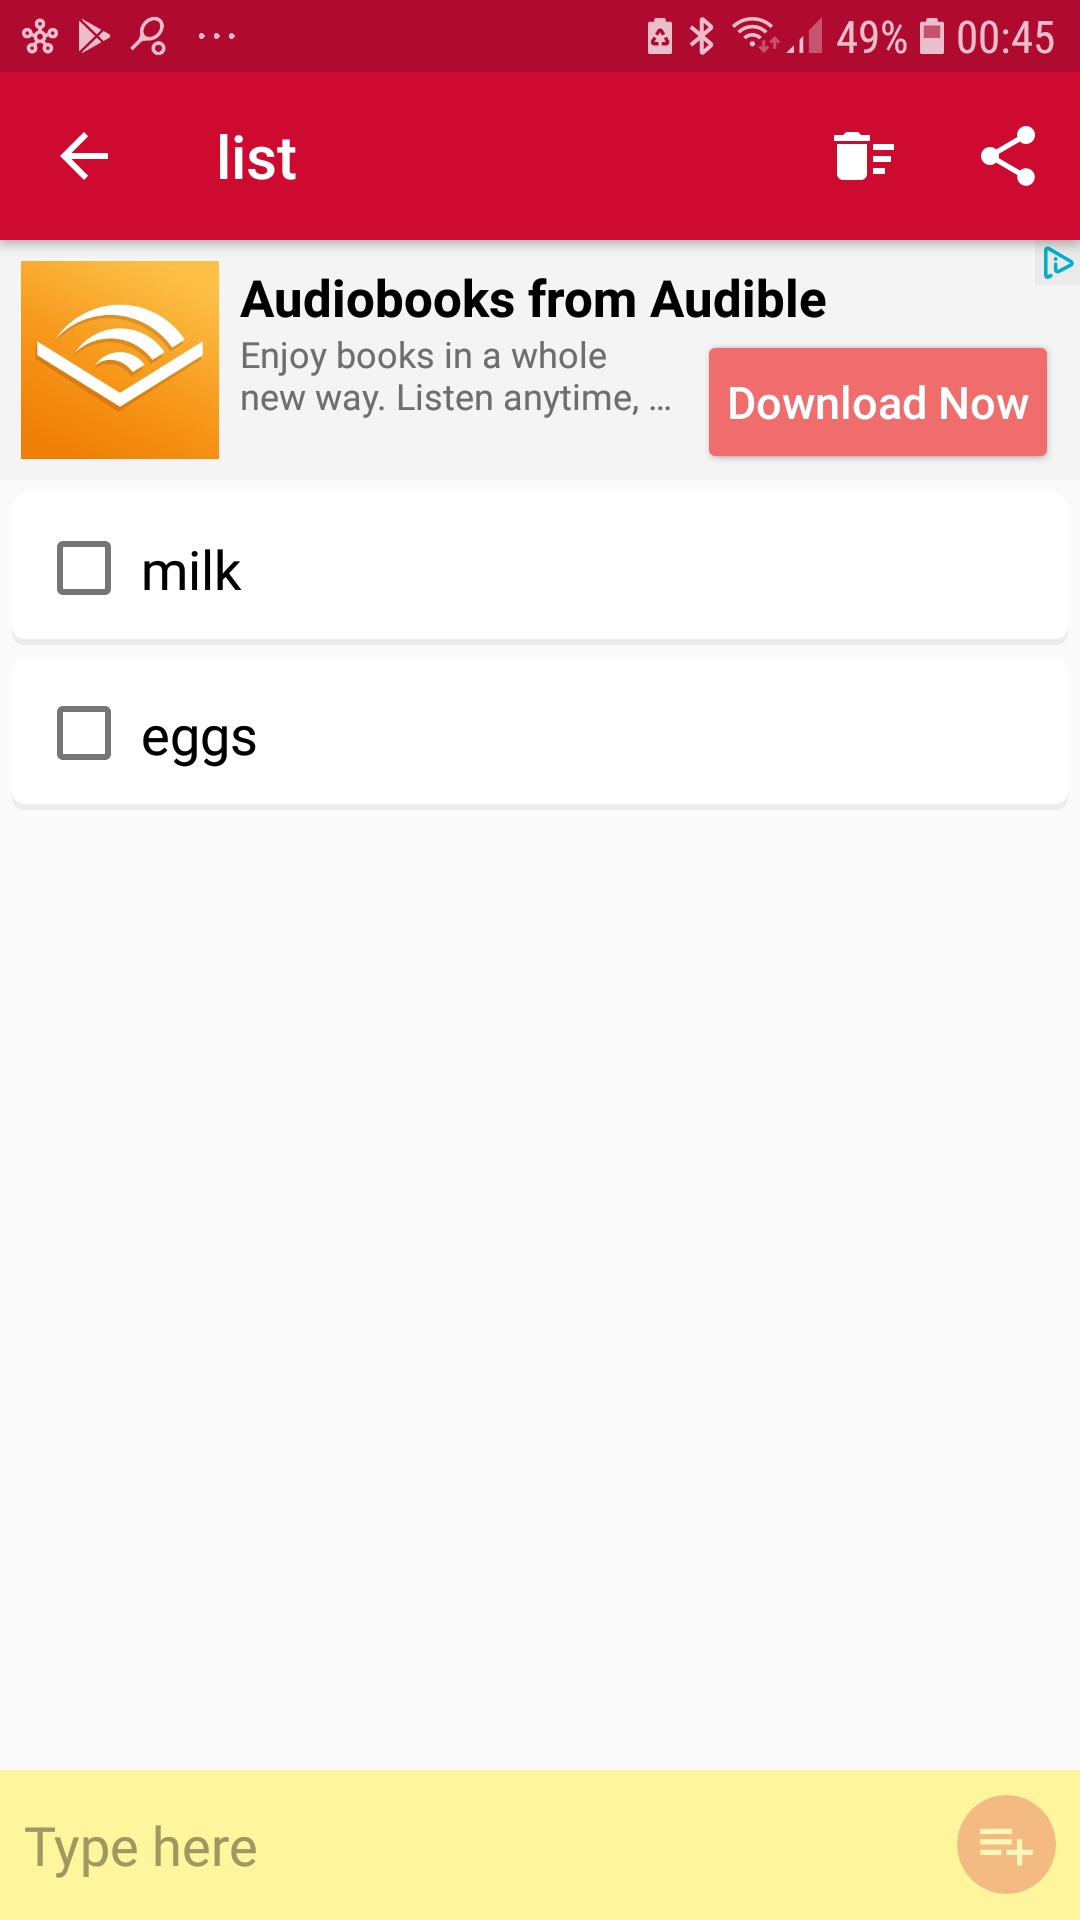 49% 00:45
list
Audiobooks from Audible
Enjoy books in a whole
new way. Listen anytime, ...
Download Now
milk
eggs
Type here